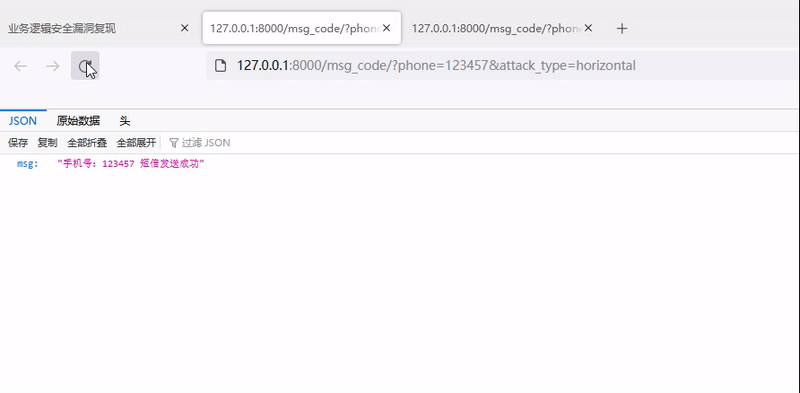 业务逻辑安全漏洞复现
127.0.0.1:8000/msg_code/?phon
127.0.0.1:8000/msg_code/?phon
127.0.0.1:8000/msg_code/?phone=123457&attack_type=horizontal
JSON 原始数据 头
保存 复制 全部折叠 全部展开 过滤 JSON
msg: "手机号：123457 短信发送成功"